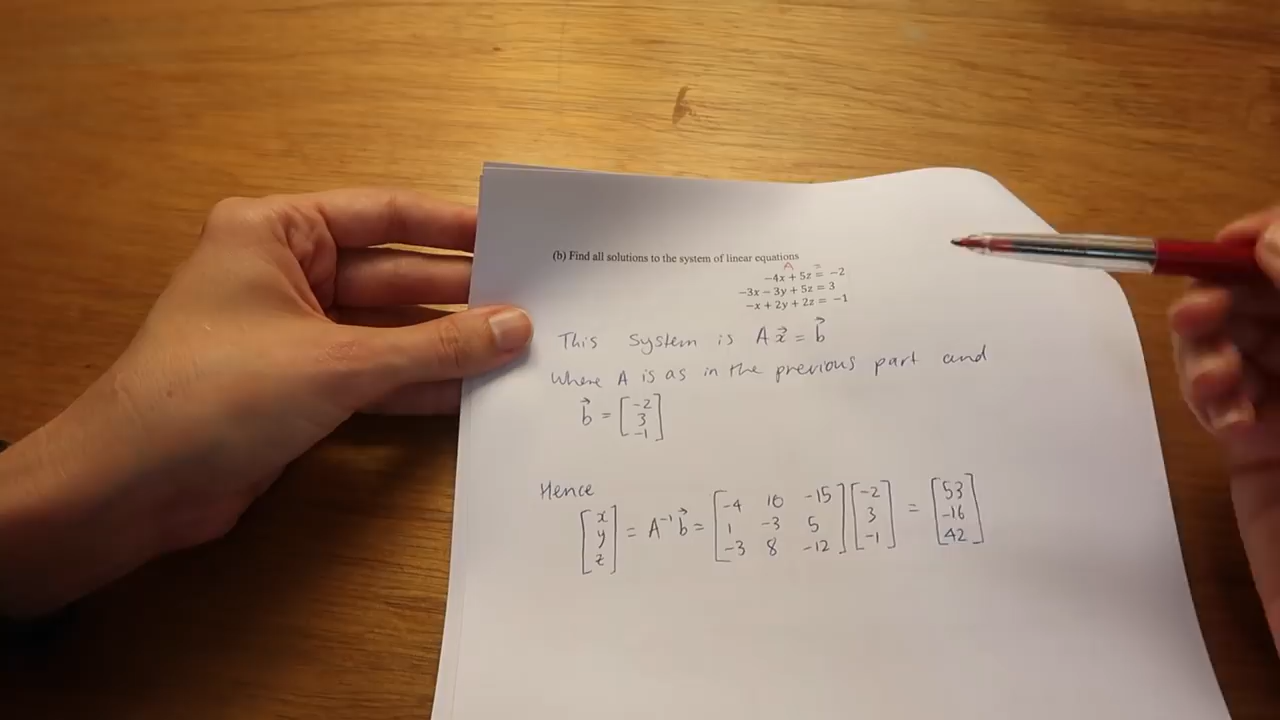 (b) Find all solutions to the system of linear equations
A =
-4x + 5z = -2
-3x - 3y + 5z = 3
-x + 2y + 2z = -1
This system is A x⃗ = b⃗
where A is as in the previous part and
b⃗ = [-2 3 -1]
Hence
[x y z] = A⁻¹ b⃗ = [-4 10 -15 1 -3 5 -3 8 -12] [-2 3 -1] = [53 -16 42]